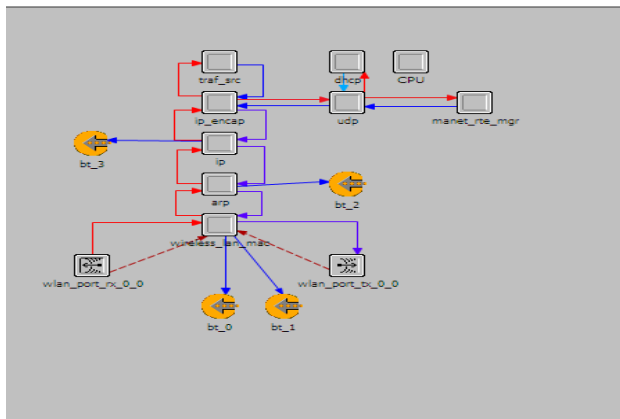 traf_src
dhcp
CPU
ip_encap
udp
manet_rte_mgr
bt_3
ip
arp
bt_2
wireless_lan_mac
wlan_port_rx_0_0
wlan_port_tx_0_0
bt_0
bt_1